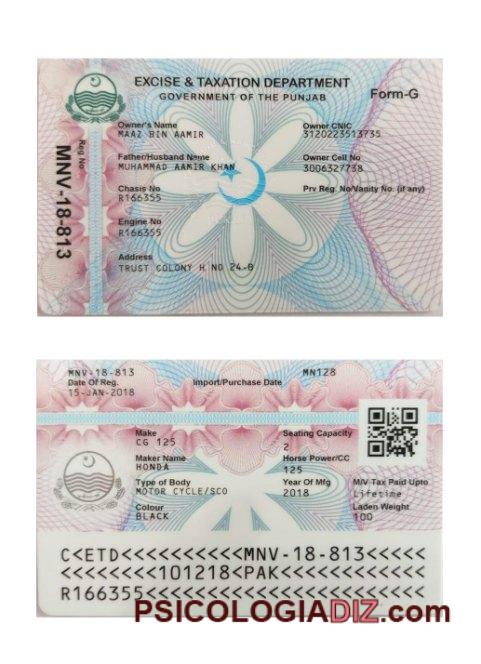 EXCISE & TAXATION DEPARTMENT
GOVERNMENT OF THE PUNJAB
Form-G
Reg No
MNV-18-813
Owner's Name
MAAZ BIN AAMIR
Owner CNIC
3120223513735
Father/Husband Name
MUHAMMAD AAMIR KHAN
Owner Cell No
3006327738
Chasis No
R166355
Prv Reg. No/Vanity No. (if any)
Engine No
R166355
Address
TRUST COLONY H NO 24-B
MNV-18-813
MN128
Date Of Reg.
Import/Purchase Date
15-JAN-2018
Make
CG 125
Seating Capacity
2
Maker Name
HONDA
Horse Power/CC
125
Type of Body
MOTOR CYCLE/SCO
Year Of Mfg
2018
M/V Tax Paid Upto
Lifetime
Colour
BLACK
Laden Weight
100
C<ETD<<<<<<<<<<MNV-18-813<<<<<
<<<<<<<<101218<PAK<<<<<<<<<<<<
R166355<<<<<<<<<<<<<<<<<<<<<<<
PSICOLOGIADIZ.com